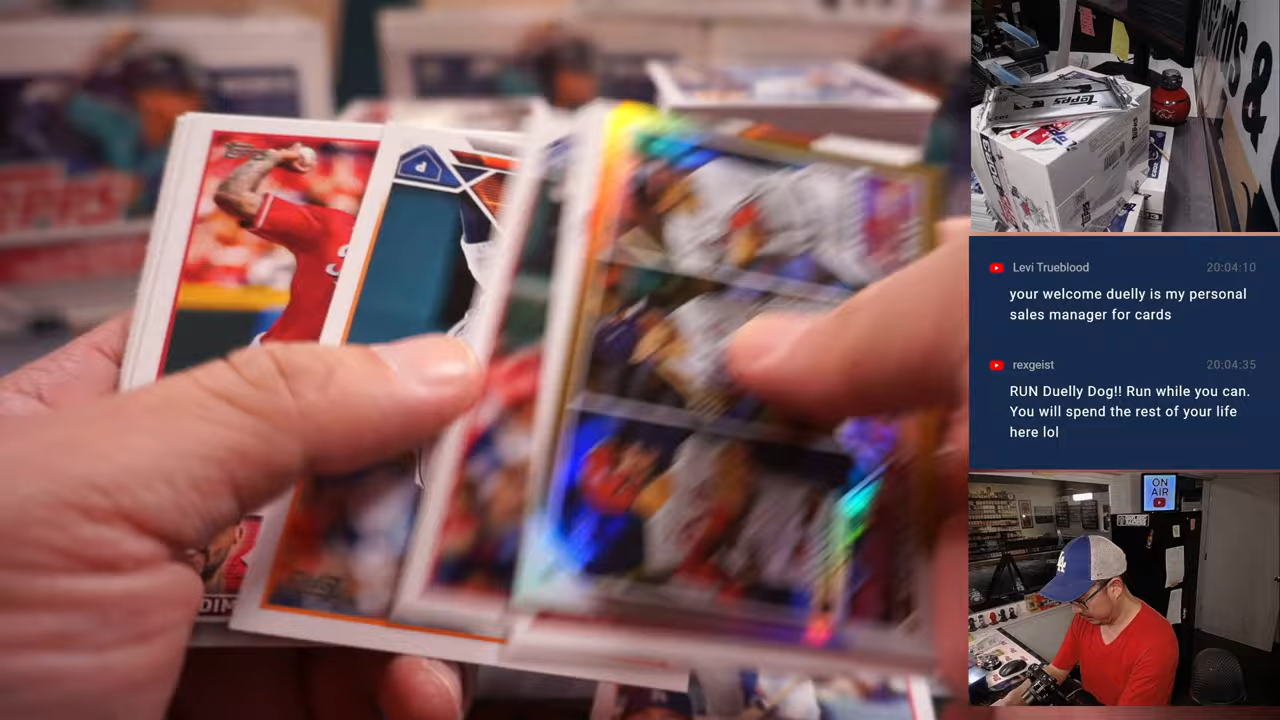 Topps
&
Levi Trueblood 20:04:10
your welcome duelly is my personal
sales manager for cards
rexgeist 20:04:35
RUN Duelly Dog!! Run while you can.
You will spend the rest of your life
here lol
ON
AIR
LA
P